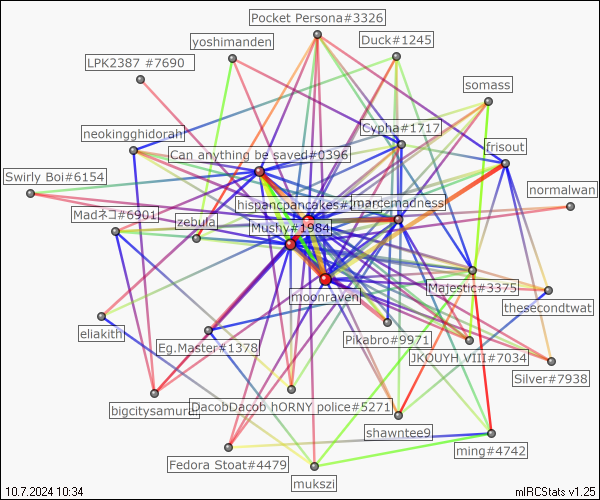 Pocket Persona#3326
Duck#1245
yoshimanden
LPK2387 #7690
somass
Cypha#1717
neokingghidorah
frisout
Can anything be saved#0396
Swirly Boi#6154
normalwan
hispancpancakes#
marcemadness
Madネコ#6901
zebula
Mushy#1984
Majestic#3375
moonraven
thesecondtwat
eliakith
Pikabro#9971
Eg.Master#1378
JKOUYH VIII#7034
Silver#7938
bigcitysamurai
DacobDacob hORNY police#5271
shawntee9
ming#4742
Fedora Stoat#4479
mukszi
10.7.2024 10:34
mIRCStats v1.25